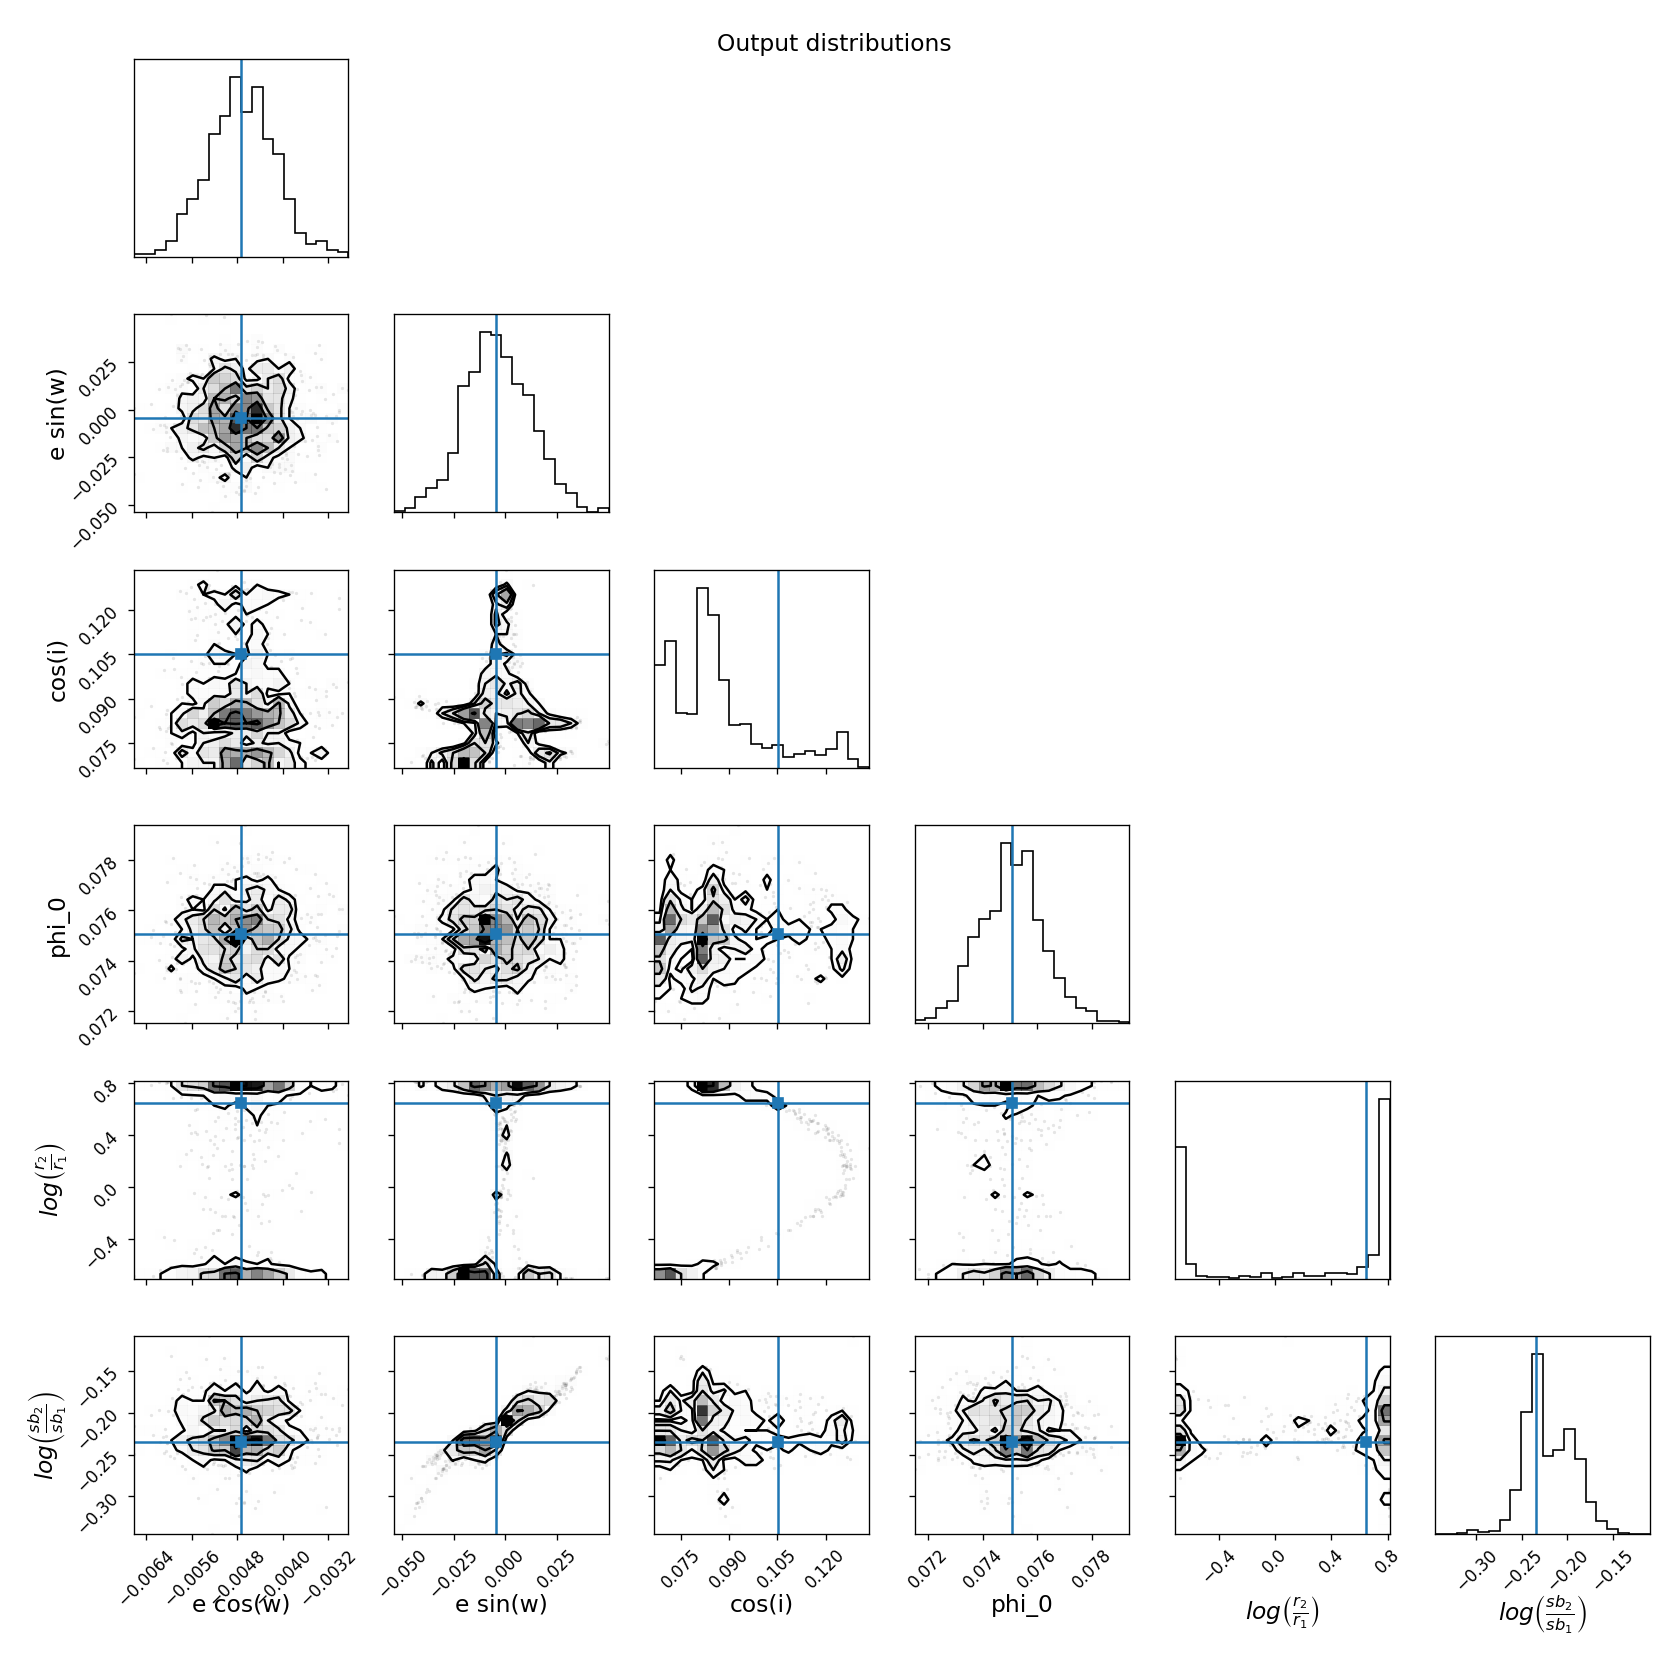 Output distributions
e sin(w)
0.025
0.000
−0.025
−0.050
cos(i)
0.120
0.105
0.090
0.075
phi_0
0.078
0.076
0.074
0.072
log(r₂/r₁)
0.8
0.4
0.0
−0.4
log(sb₂/sb₁)
−0.15
−0.20
−0.25
−0.30
−0.0064 −0.0056 −0.0048 −0.0040 −0.0032
−0.050 −0.025 0.000 0.025
0.075 0.090 0.105 0.120
0.072 0.074 0.076 0.078
−0.4 0.0 0.4 0.8
−0.30 −0.25 −0.20 −0.15
e cos(w)
e sin(w)
cos(i)
phi_0
log(r₂/r₁)
log(sb₂/sb₁)